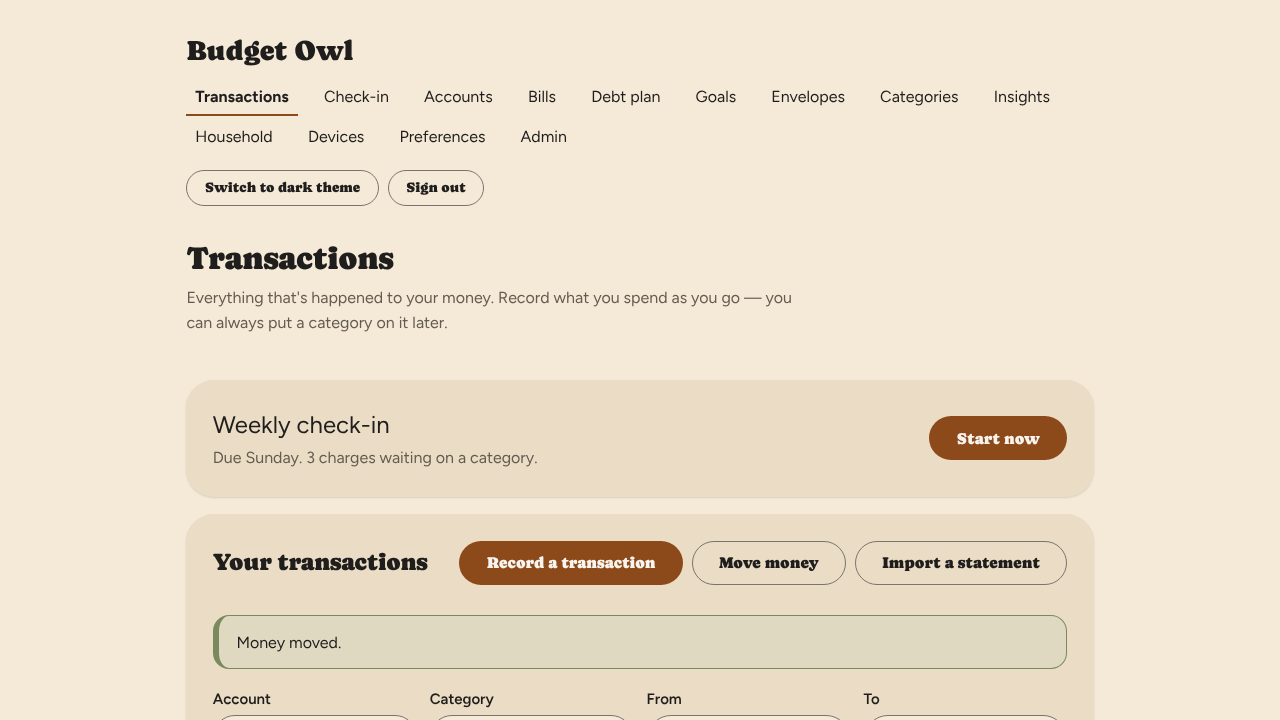 Budget Owl
Transactions Check-in Accounts Bills Debt plan Goals Envelopes Categories Insights
Household Devices Preferences Admin
Switch to dark theme Sign out
Transactions
Everything that's happened to your money. Record what you spend as you go — you
can always put a category on it later.
Weekly check-in
Due Sunday. 3 charges waiting on a category.
Start now
Your transactions Record a transaction Move money Import a statement
Money moved.
Account Category From To